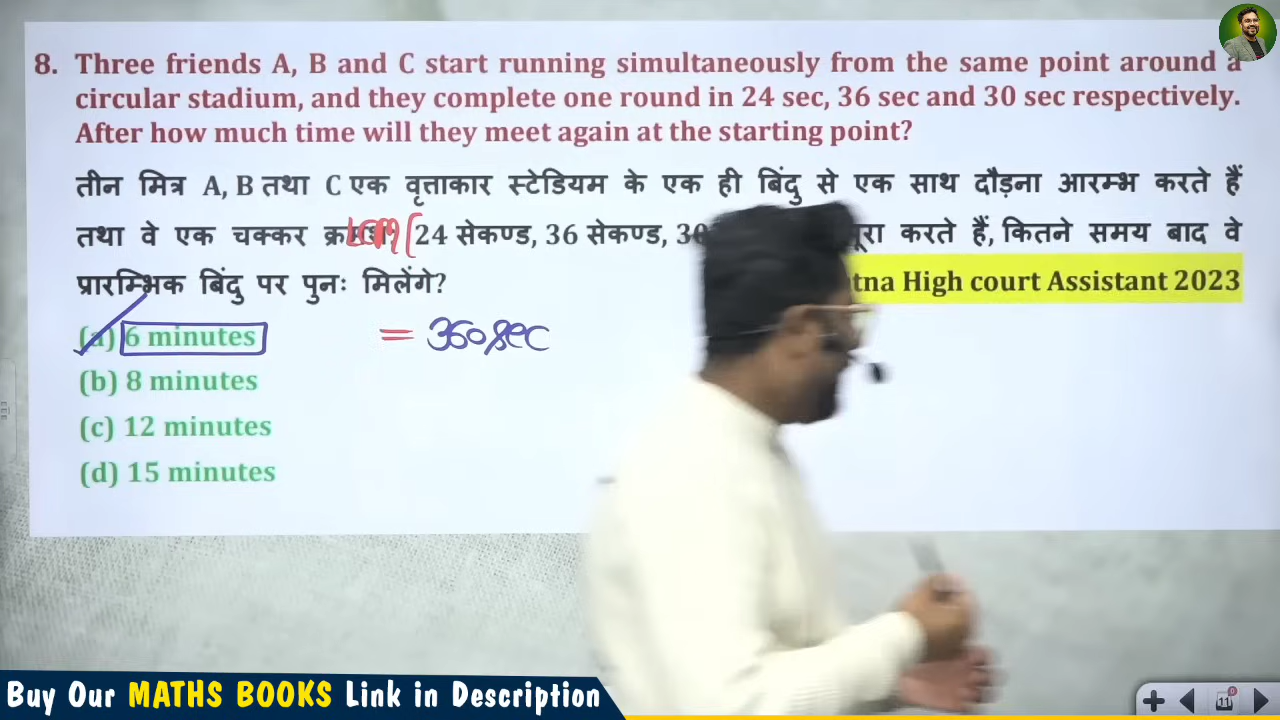 8. Three friends A, B and C start running simultaneously from the same point around a
circular stadium, and they complete one round in 24 sec, 36 sec and 30 sec respectively.
After how much time will they meet again at the starting point?
तीन मित्र A, B तथा C एक वृत्ताकार स्टेडियम के एक ही बिंदु से एक साथ दौड़ना आरम्भ करते हैं
तथा वे एक चक्कर LCM( 24 सेकण्ड, 36 सेकण्ड, 30 करते हैं, कितने समय बाद वे
प्रारम्भिक बिंदु पर पुनः मिलेंगे? High court Assistant 2023
(a) 6 minutes = 360 sec
(b) 8 minutes
(c) 12 minutes
(d) 15 minutes
Buy Our MATHS BOOKS Link in Description
11